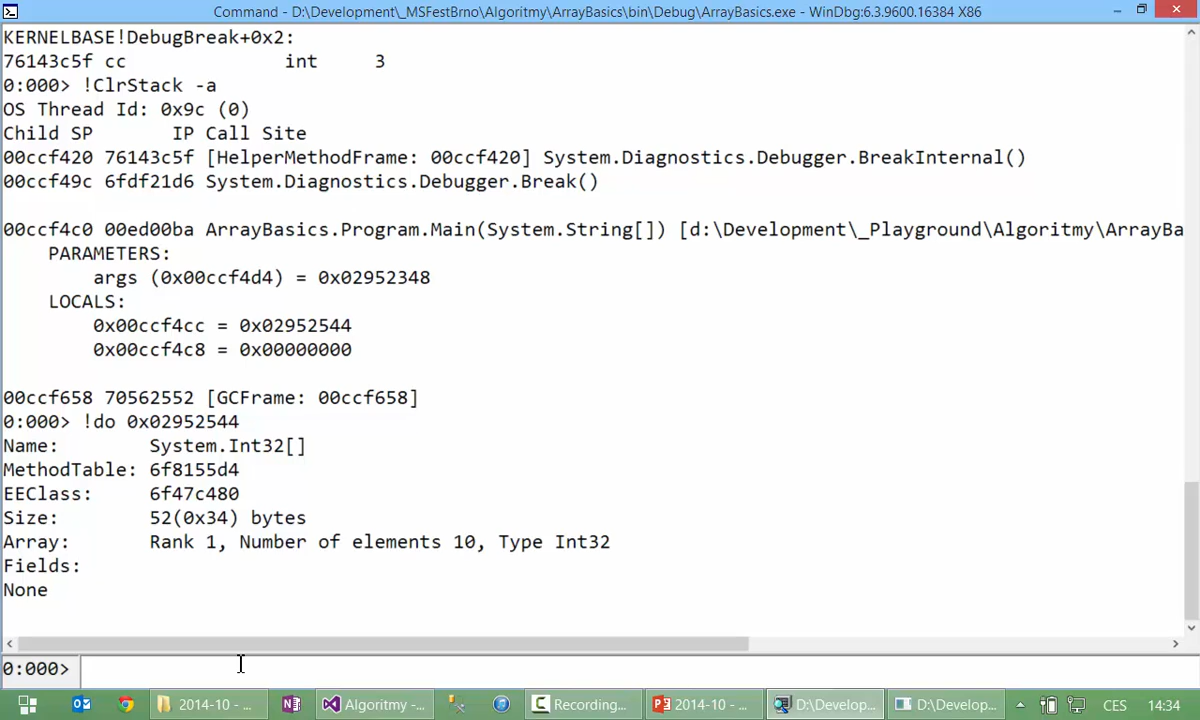 Command - D:\Development\_MSFestBrno\Algoritmy\ArrayBasics\bin\Debug\ArrayBasics.exe - WinDbg:6.3.9600.16384 X86
KERNELBASE!DebugBreak+0x2:
76143c5f cc              int     3
0:000> !ClrStack -a
OS Thread Id: 0x9c (0)
Child SP       IP Call Site
00ccf420 76143c5f [HelperMethodFrame: 00ccf420] System.Diagnostics.Debugger.BreakInternal()
00ccf49c 6fdf21d6 System.Diagnostics.Debugger.Break()
00ccf4c0 00ed00ba ArrayBasics.Program.Main(System.String[]) [d:\Development\_Playground\Algoritmy\ArrayBa
    PARAMETERS:
        args (0x00ccf4d4) = 0x02952348
    LOCALS:
        0x00ccf4cc = 0x02952544
        0x00ccf4c8 = 0x00000000
00ccf658 70562552 [GCFrame: 00ccf658]
0:000> !do 0x02952544
Name:        System.Int32[]
MethodTable: 6f8155d4
EEClass:     6f47c480
Size:        52(0x34) bytes
Array:       Rank 1, Number of elements 10, Type Int32
Fields:
None
0:000>
2014-10 - ... Algoritmy -... Recording... 2014-10 - ... D:\Develop... D:\Develop... CES 14:34